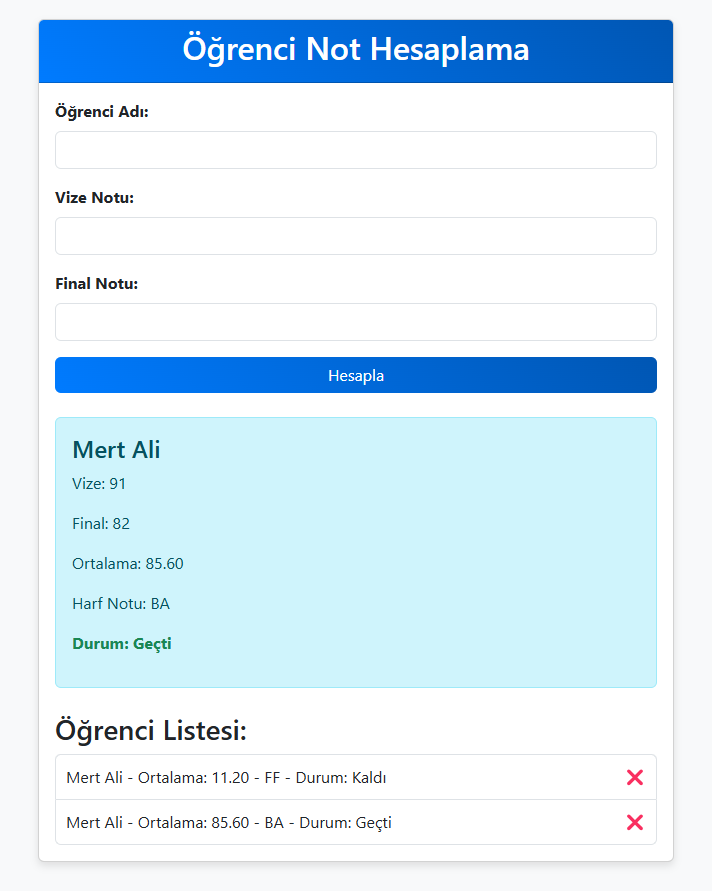 Öğrenci Not Hesaplama
Öğrenci Adı:
Vize Notu:
Final Notu:
Hesapla
Mert Ali
Vize: 91
Final: 82
Ortalama: 85.60
Harf Notu: BA
Durum: Geçti
Öğrenci Listesi:
Mert Ali - Ortalama: 11.20 - FF - Durum: Kaldı
Mert Ali - Ortalama: 85.60 - BA - Durum: Geçti